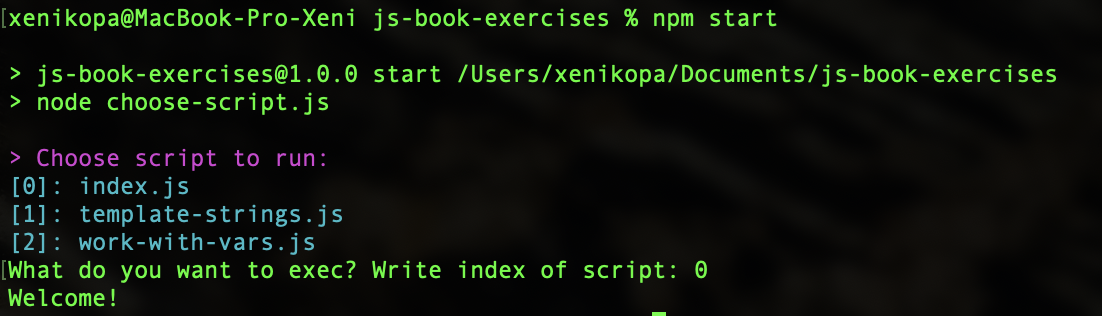 [xenikopa@MacBook-Pro-Xeni js-book-exercises % npm start
> js-book-exercises@1.0.0 start /Users/xenikopa/Documents/js-book-exercises
> node choose-script.js
> Choose script to run:
[0]: index.js
[1]: template-strings.js
[2]: work-with-vars.js
[What do you want to exec? Write index of script: 0
Welcome!